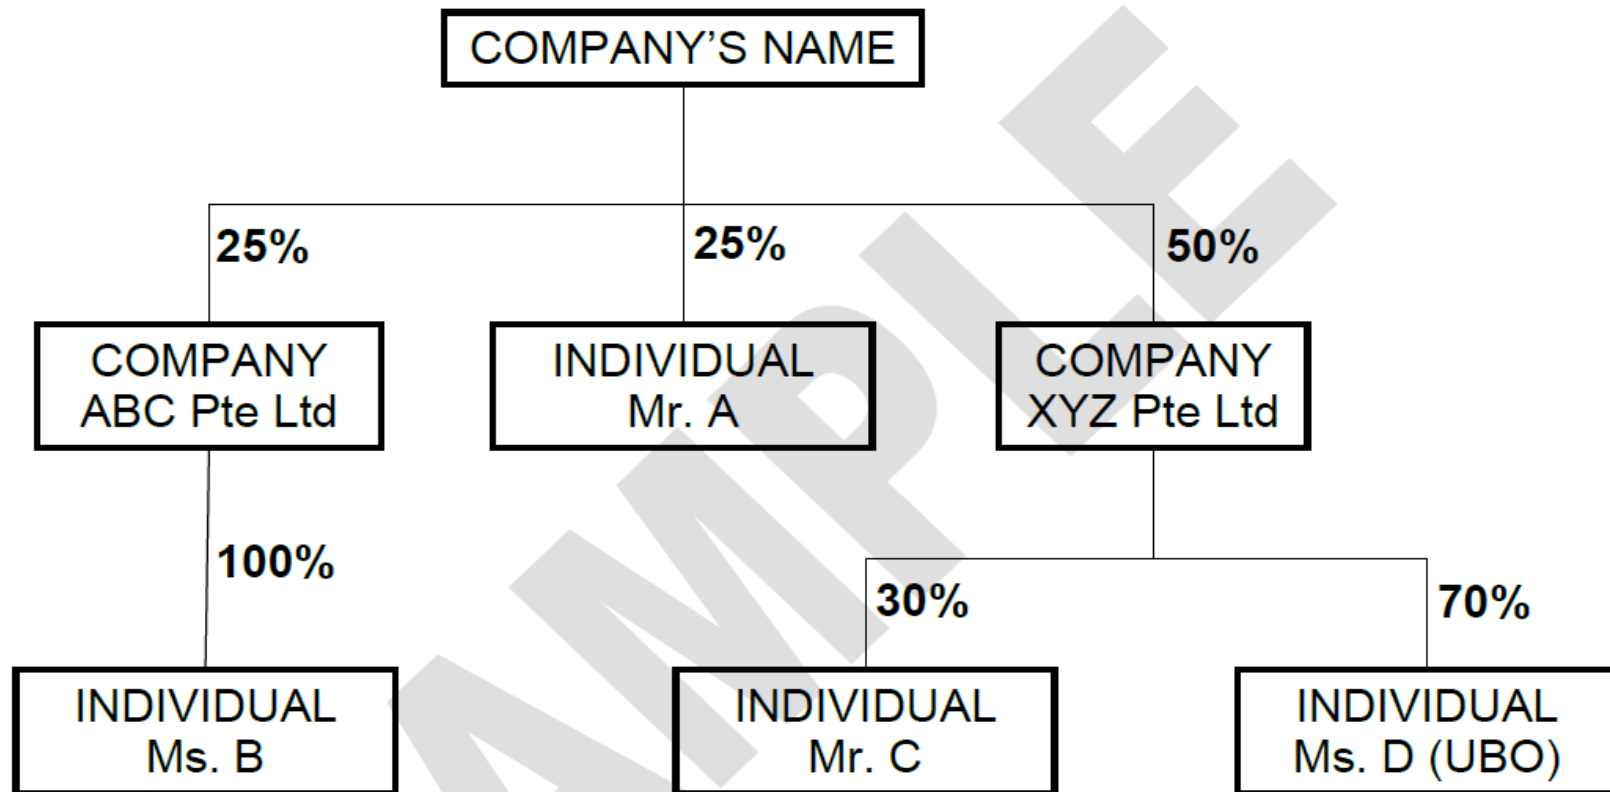 COMPANY’S NAME
25%
25%
50%
COMPANY
ABC Pte Ltd
INDIVIDUAL
Mr. A
COMPANY
XYZ Pte Ltd
100%
30%
70%
INDIVIDUAL
Ms. B
INDIVIDUAL
Mr. C
INDIVIDUAL
Ms. D (UBO)
AMPLE